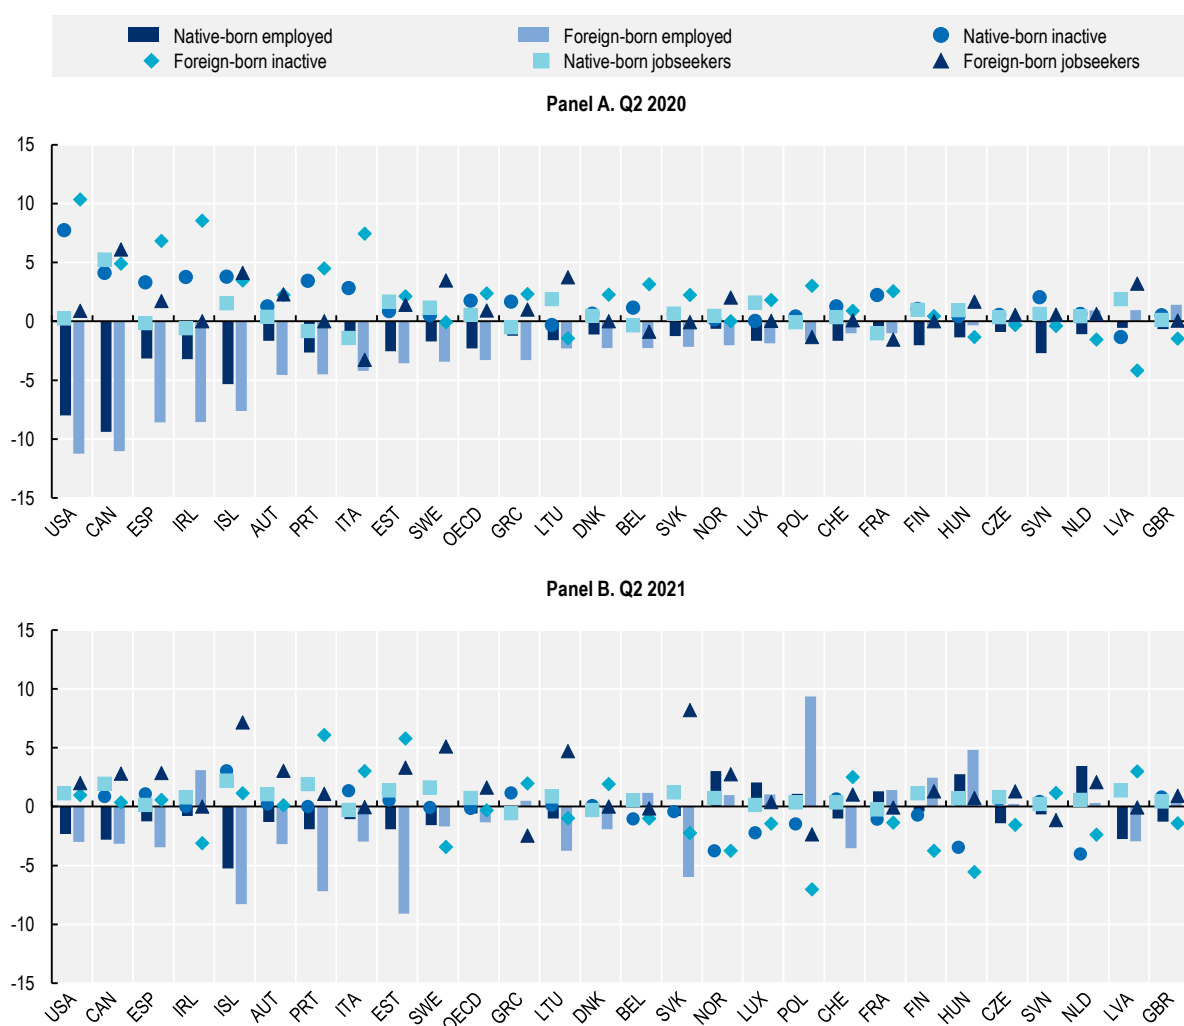 Native-born employed
Foreign-born employed
Native-born inactive
Foreign-born inactive
Native-born jobseekers
Foreign-born jobseekers
Panel A. Q2 2020
15
10
5
0
-5
-10
-15
USA CAN ESP IRL ISL AUT PRT ITA EST SWE OECD GRC LTU DNK BEL SVK NOR LUX POL CHE FRA FIN HUN CZE SVN NLD LVA GBR
Panel B. Q2 2021
15
10
5
0
-5
-10
-15
USA CAN ESP IRL ISL AUT PRT ITA EST SWE OECD GRC LTU DNK BEL SVK NOR LUX POL CHE FRA FIN HUN CZE SVN NLD LVA GBR